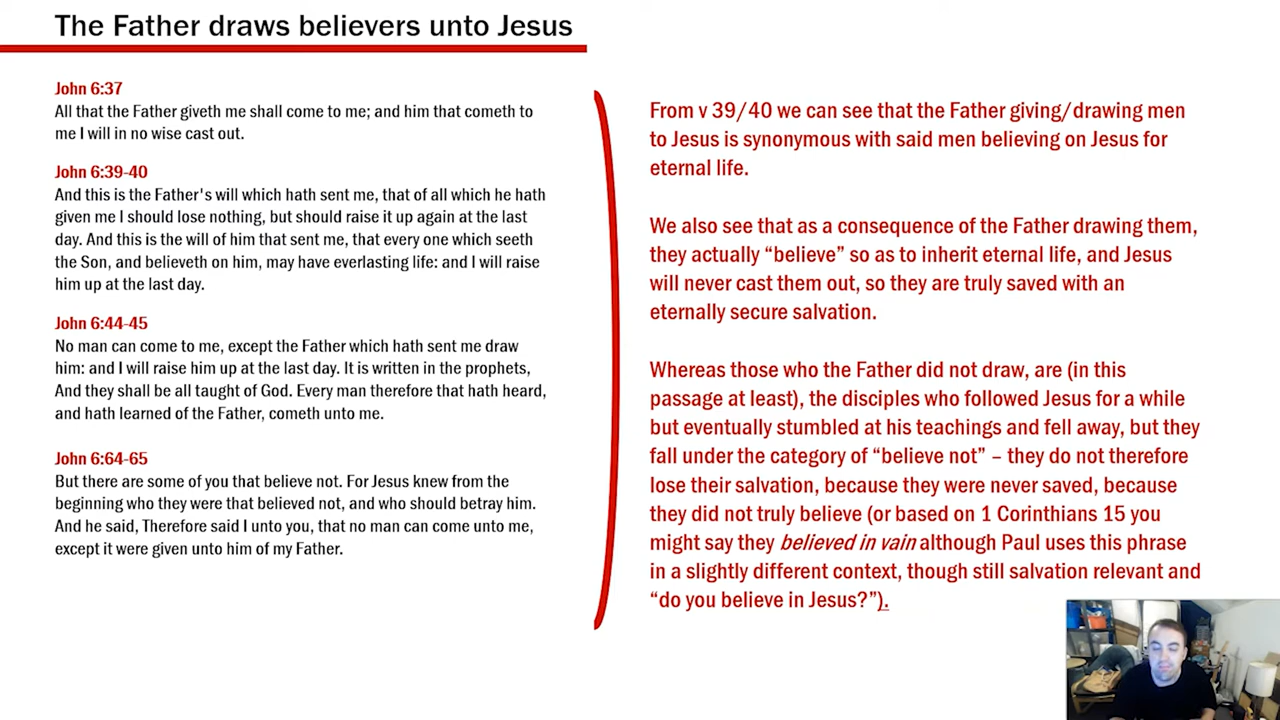 The Father draws believers unto Jesus
John 6:37
All that the Father giveth me shall come to me; and him that cometh to
me I will in no wise cast out.
John 6:39-40
And this is the Father's will which hath sent me, that of all which he hath
given me I should lose nothing, but should raise it up again at the last
day. And this is the will of him that sent me, that every one which seeth
the Son, and believeth on him, may have everlasting life: and I will raise
him up at the last day.
John 6:44-45
No man can come to me, except the Father which hath sent me draw
him: and I will raise him up at the last day. It is written in the prophets,
And they shall be all taught of God. Every man therefore that hath heard,
and hath learned of the Father, cometh unto me.
John 6:64-65
But there are some of you that believe not. For Jesus knew from the
beginning who they were that believed not, and who should betray him.
And he said, Therefore said I unto you, that no man can come unto me,
except it were given unto him of my Father.
From v 39/40 we can see that the Father giving/drawing men
to Jesus is synonymous with said men believing on Jesus for
eternal life.
We also see that as a consequence of the Father drawing them,
they actually “believe” so as to inherit eternal life, and Jesus
will never cast them out, so they are truly saved with an
eternally secure salvation.
Whereas those who the Father did not draw, are (in this
passage at least), the disciples who followed Jesus for a while
but eventually stumbled at his teachings and fell away, but they
fall under the category of “believe not” – they do not therefore
lose their salvation, because they were never saved, because
they did not truly believe (or based on 1 Corinthians 15 you
might say they believed in vain although Paul uses this phrase
in a slightly different context, though still salvation relevant and
“do you believe in Jesus?”).